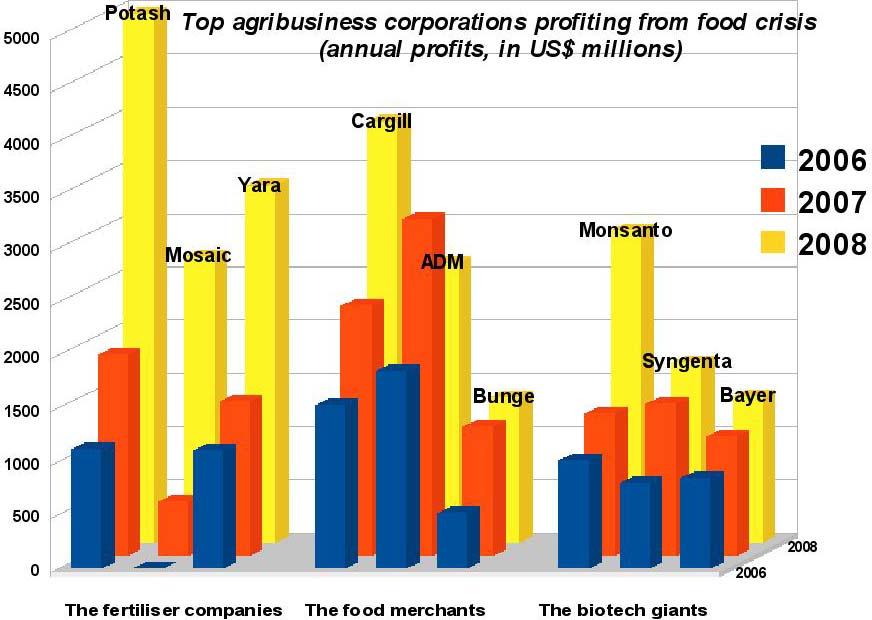 Potash
Top agribusiness corporations profiting from food crisis
(annual profits, in US$ millions)
5000
4500
4000
3500
3000
2500
2000
1500
1000
500
0
Cargill
Yara
Mosaic
ADM
Monsanto
Bunge
Syngenta
Bayer
2006
2007
2008
2008
2006
The fertiliser companies
The food merchants
The biotech giants